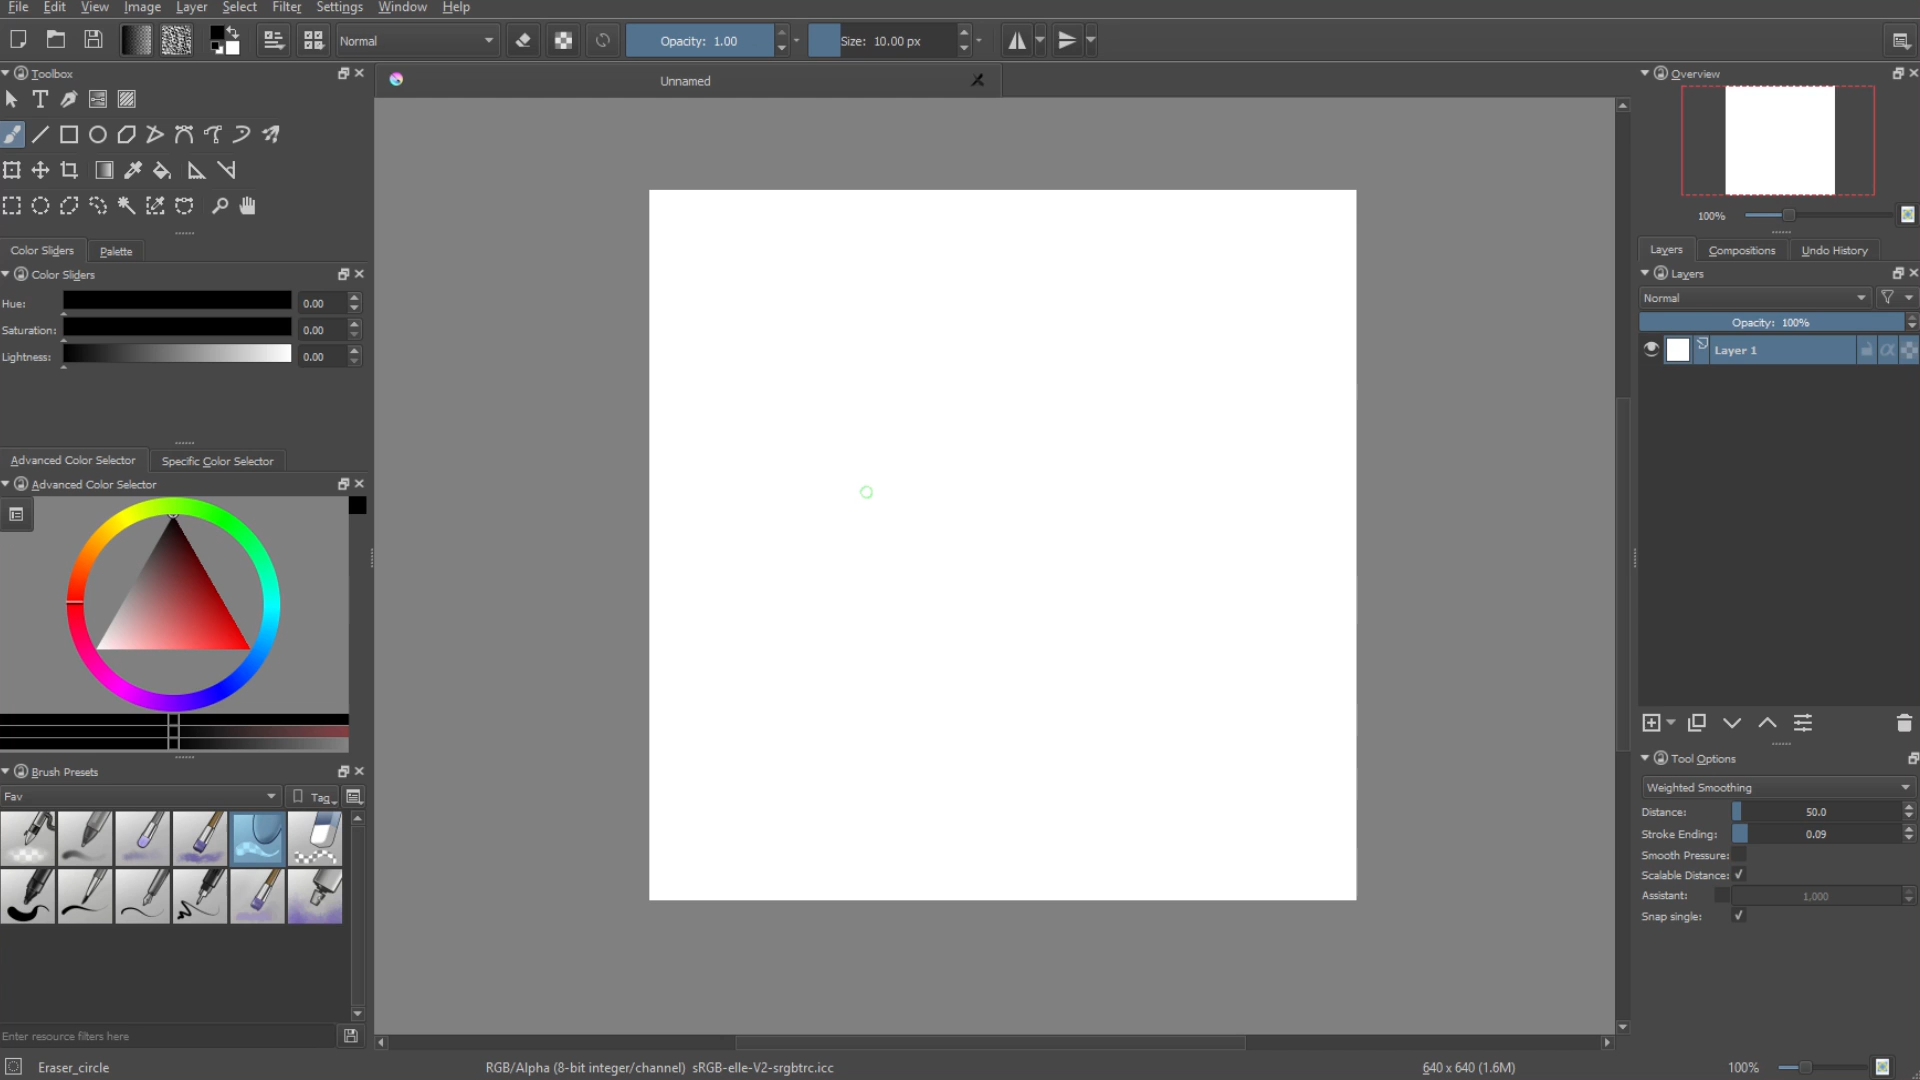 File Edit View Image Layer Select Filter Settings Window Help
Normal Opacity: 1.00 Size: 10.00 px
Toolbox
Unnamed
Color Sliders Palette
Color Sliders
Hue: 0.00
Saturation: 0.00
Lightness: 0.00
Advanced Color Selector Specific Color Selector
Advanced Color Selector
Brush Presets
Fav Tag
Enter resource filters here
Eraser_circle
RGB/Alpha (8-bit integer/channel) sRGB-elle-V2-srgbtrc.icc
640 x 640 (1.6M)
100%
Overview
100%
Layers Compositions Undo History
Layers
Normal
Opacity: 100%
Layer 1
Tool Options
Weighted Smoothing
Distance: 50.0
Stroke Ending: 0.09
Smooth Pressure:
Scalable Distance:
Assistant: 1,000
Snap single: